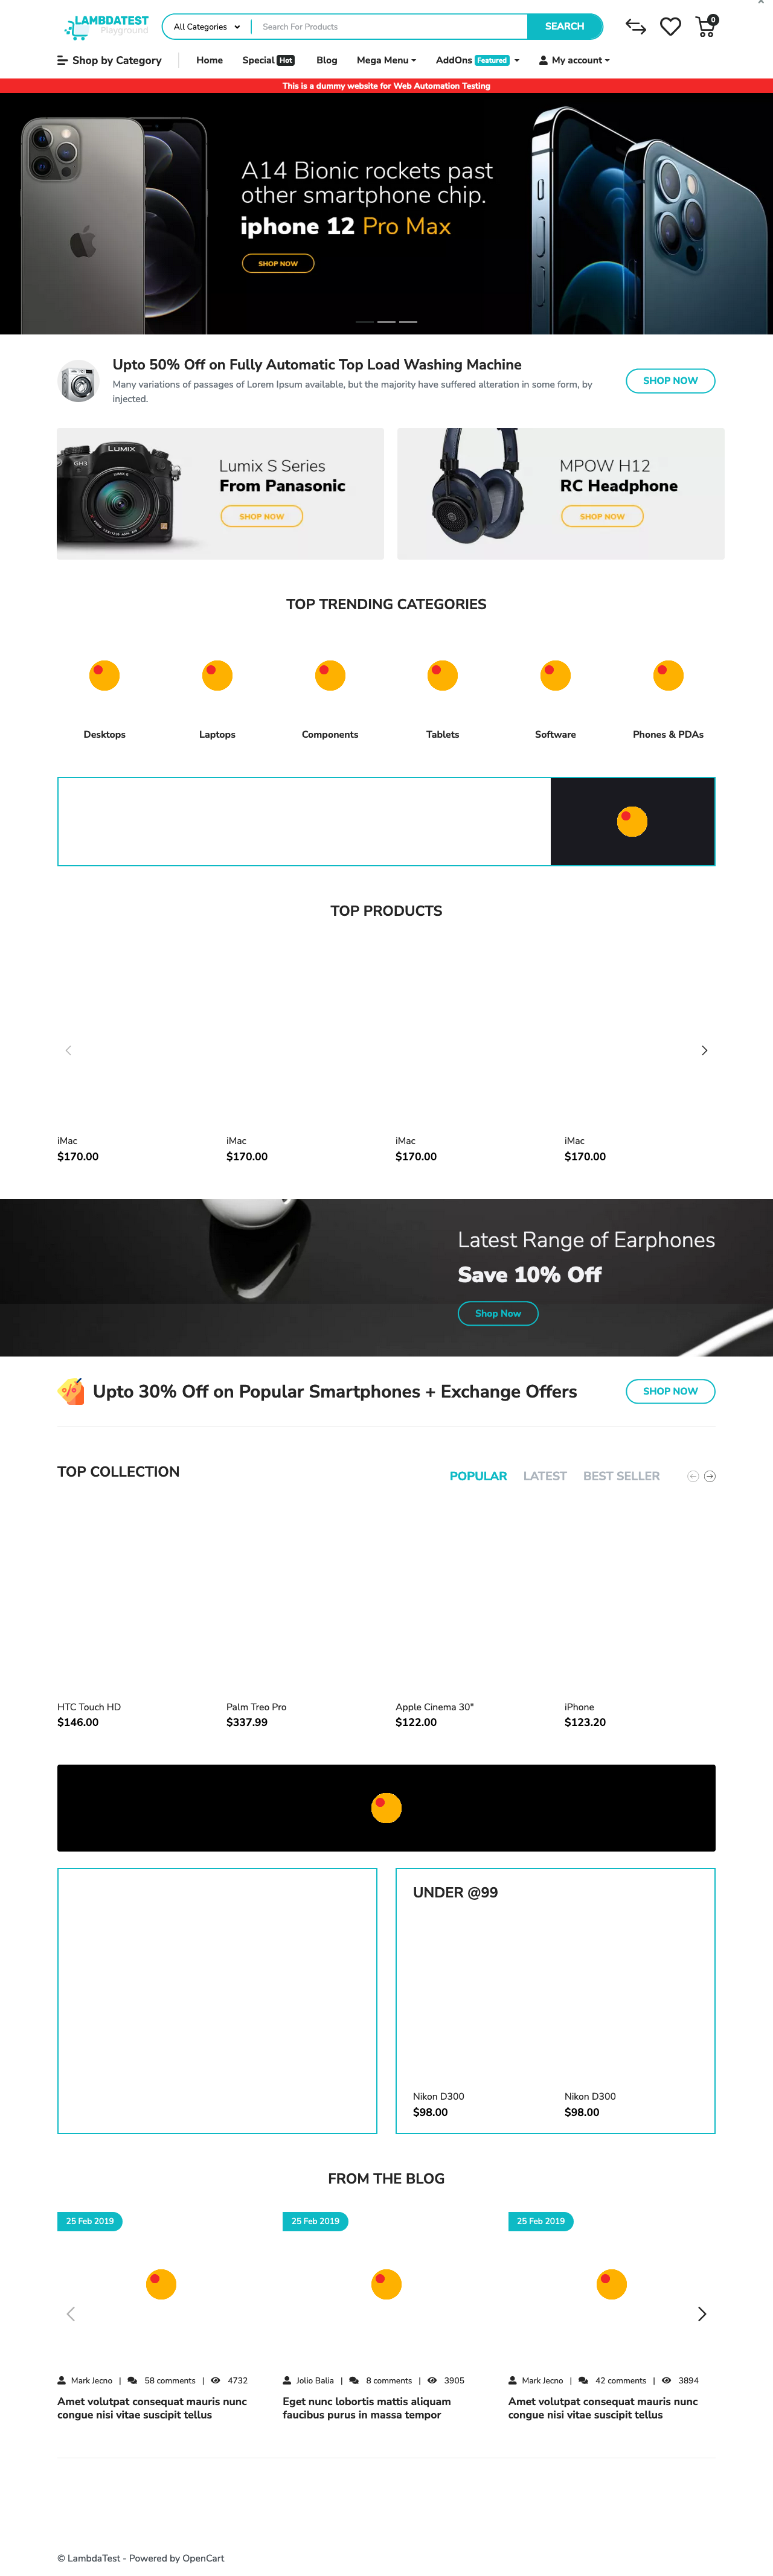 LAMBDATEST
Playground
All Categories
Search For Products
SEARCH
0
Shop by Category
Home
Special Hot
Blog
Mega Menu
AddOns Featured
My account
This is a dummy website for Web Automation Testing
A14 Bionic rockets past
other smartphone chip.
iphone 12 Pro Max
SHOP NOW
Upto 50% Off on Fully Automatic Top Load Washing Machine
Many variations of passages of Lorem Ipsum available, but the majority have suffered alteration in some form, by
injected.
SHOP NOW
LUMIX
GH3
Lumix S Series
From Panasonic
SHOP NOW
MPOW H12
RC Headphone
SHOP NOW
TOP TRENDING CATEGORIES
Desktops
Laptops
Components
Tablets
Software
Phones & PDAs
TOP PRODUCTS
iMac
$170.00
iMac
$170.00
iMac
$170.00
iMac
$170.00
Latest Range of Earphones
Save 10% Off
Shop Now
Upto 30% Off on Popular Smartphones + Exchange Offers
SHOP NOW
TOP COLLECTION
POPULAR
LATEST
BEST SELLER
HTC Touch HD
$146.00
Palm Treo Pro
$337.99
Apple Cinema 30"
$122.00
iPhone
$123.20
UNDER @99
Nikon D300
$98.00
Nikon D300
$98.00
FROM THE BLOG
25 Feb 2019
Mark Jecno | 58 comments | 4732
Amet volutpat consequat mauris nunc
congue nisi vitae suscipit tellus
25 Feb 2019
Jolio Balia | 8 comments | 3905
Eget nunc lobortis mattis aliquam
faucibus purus in massa tempor
25 Feb 2019
Mark Jecno | 42 comments | 3894
Amet volutpat consequat mauris nunc
congue nisi vitae suscipit tellus
© LambdaTest - Powered by OpenCart